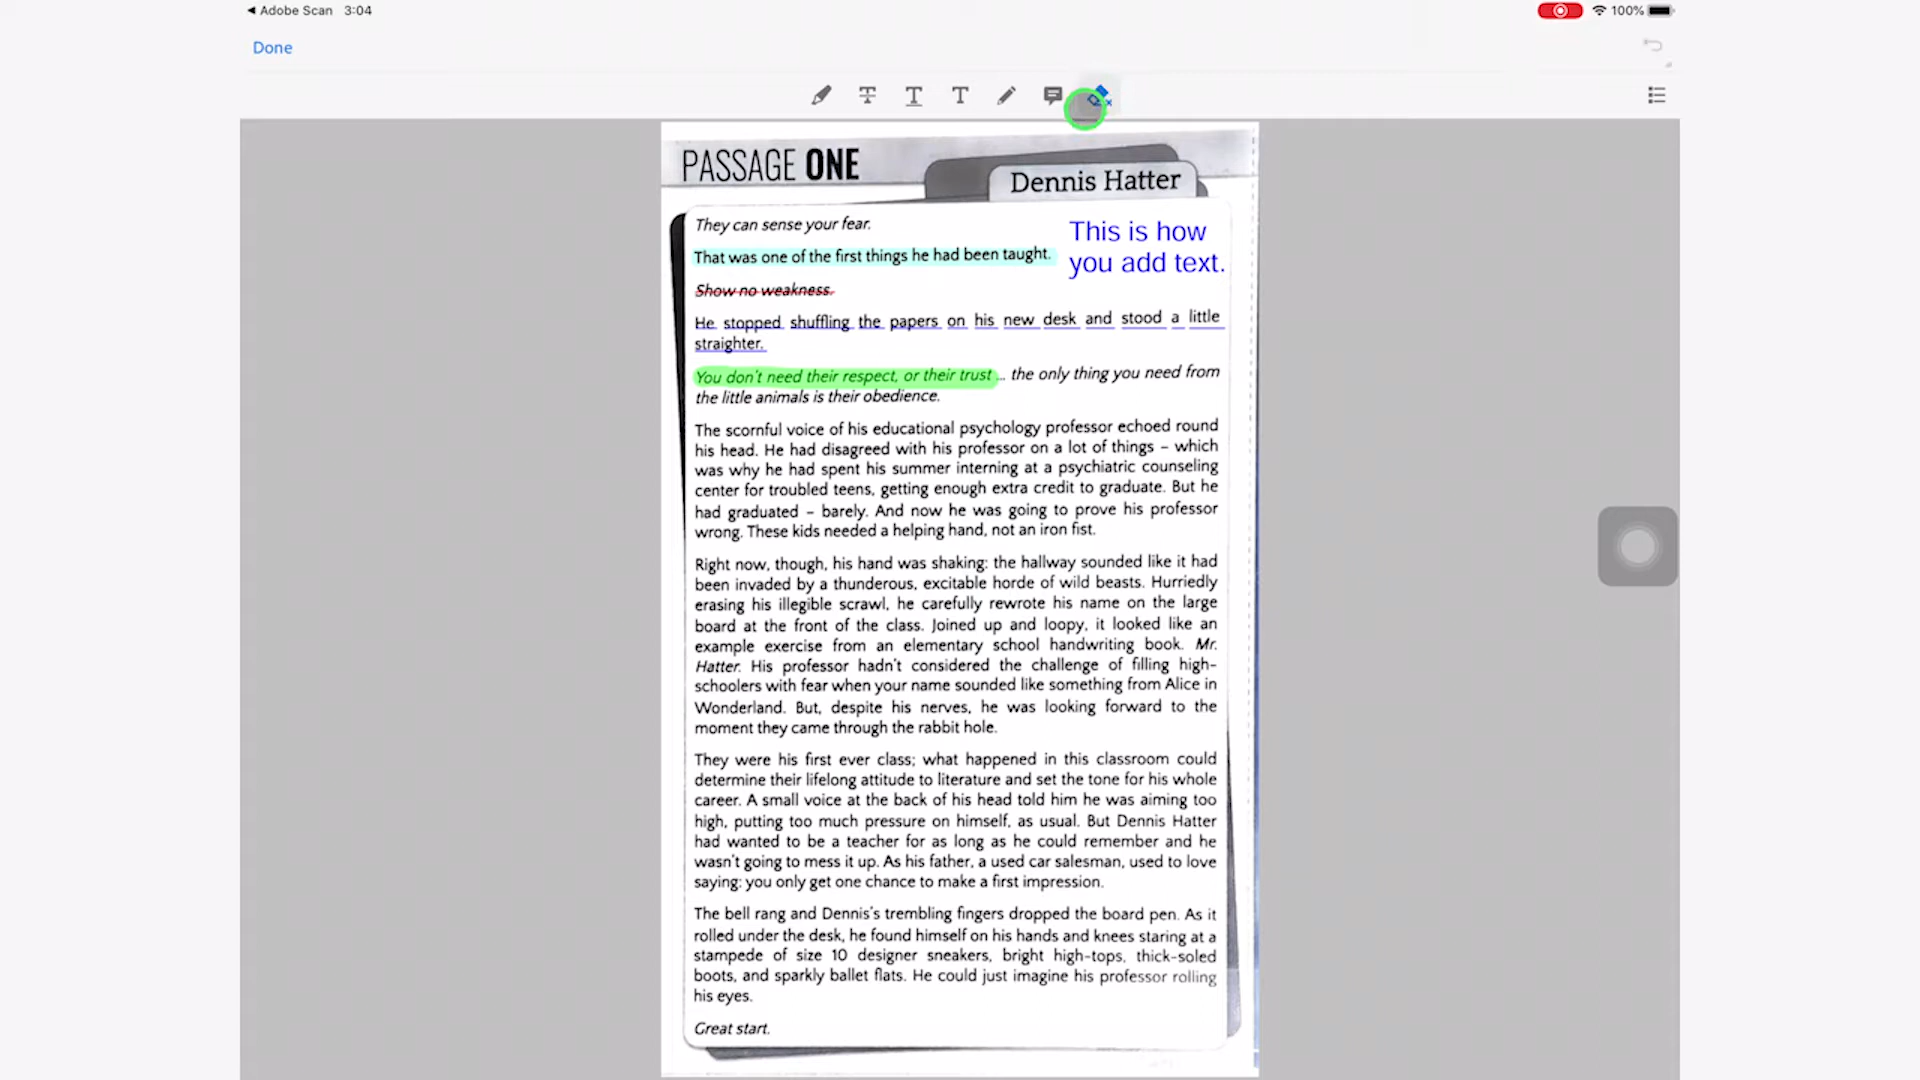 Adobe Scan 3:04
100%
Done
PASSAGE ONE
Dennis Hatter
They can sense your fear.
This is how
you add text.
That was one of the first things he had been taught.
Show no weakness.
He stopped shuffling the papers on his new desk and stood a little
straighter.
You don't need their respect, or their trust ... the only thing you need from
the little animals is their obedience.
The scornful voice of his educational psychology professor echoed round
his head. He had disagreed with his professor on a lot of things – which
was why he had spent his summer interning at a psychiatric counseling
center for troubled teens, getting enough extra credit to graduate. But he
had graduated – barely. And now he was going to prove his professor
wrong. These kids needed a helping hand, not an iron fist.
Right now, though, his hand was shaking: the hallway sounded like it had
been invaded by a thunderous, excitable horde of wild beasts. Hurriedly
erasing his illegible scrawl, he carefully rewrote his name on the large
board at the front of the class. Joined up and loopy, it looked like an
example exercise from an elementary school handwriting book. Mr.
Hatter. His professor hadn't considered the challenge of filling high-
schoolers with fear when your name sounded like something from Alice in
Wonderland. But, despite his nerves, he was looking forward to the
moment they came through the rabbit hole.
They were his first ever class; what happened in this classroom could
determine their lifelong attitude to literature and set the tone for his whole
career. A small voice at the back of his head told him he was aiming too
high, putting too much pressure on himself, as usual. But Dennis Hatter
had wanted to be a teacher for as long as he could remember and he
wasn't going to mess it up. As his father, a used car salesman, used to love
saying: you only get one chance to make a first impression.
The bell rang and Dennis's trembling fingers dropped the board pen. As it
rolled under the desk, he found himself on his hands and knees staring at a
stampede of size 10 designer sneakers, bright high-tops, thick-soled
boots, and sparkly ballet flats. He could just imagine his professor rolling
his eyes.
Great start.